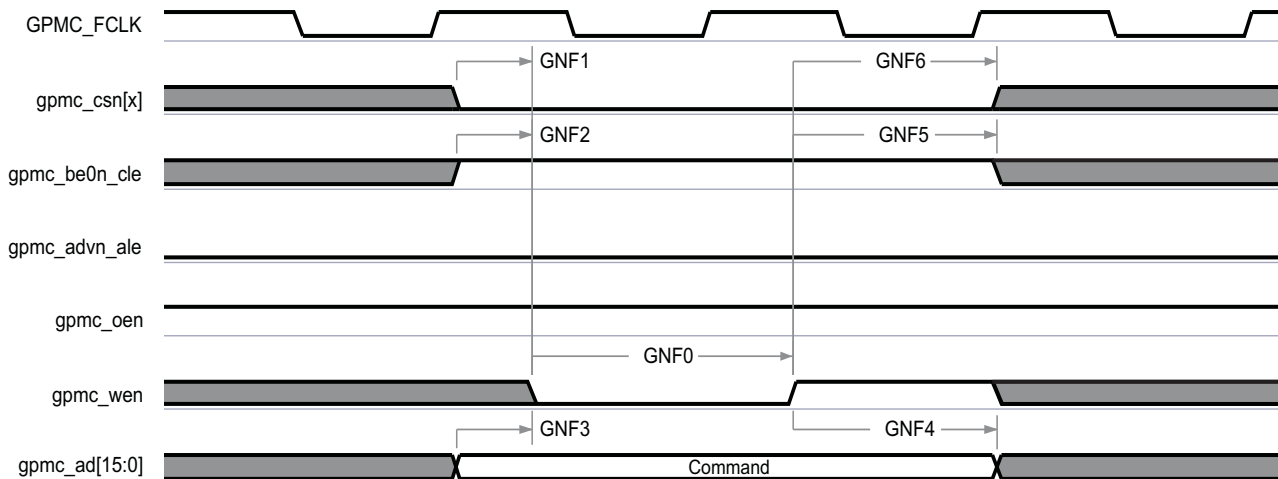 GPMC_FCLK
GNF1
GNF6
gpmc_csn[x]
GNF2
GNF5
gpmc_be0n_cle
gpmc_advn_ale
gpmc_oen
GNF0
gpmc_wen
GNF3
GNF4
gpmc_ad[15:0]
Command